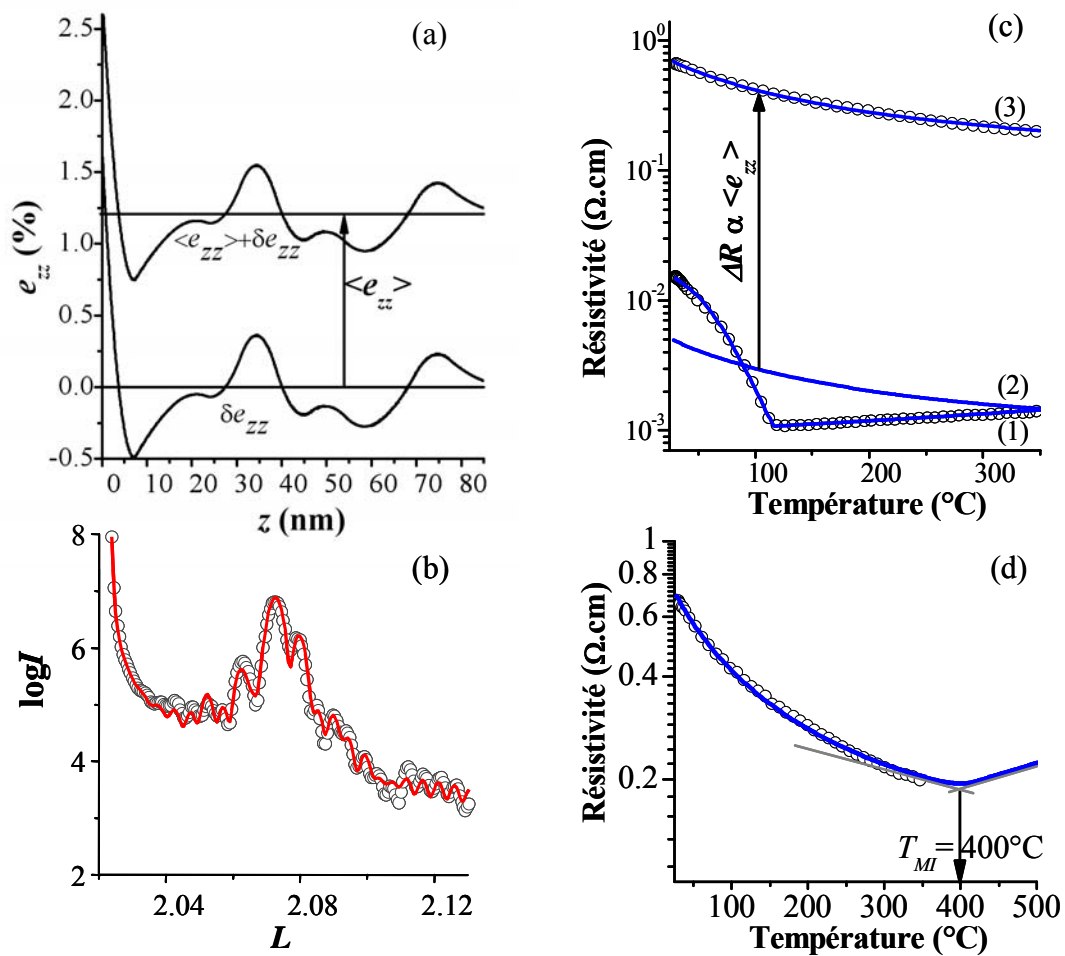 (a)
2.5
2.0
1.5
1.0
0.5
0.0
-0.5
e_zz (%)
<e_zz>+δe_zz
<e_zz>
δe_zz
0 10 20 30 40 50 60 70 80
z (nm)
(b)
8
6
4
2
logI
2.04 2.08 2.12
L
(c)
10^0
10^-1
10^-2
10^-3
Résistivité (Ω.cm)
ΔR α <e_zz>
(3)
(2)
(1)
100 200 300
Température (°C)
(d)
1
0.8
0.6
0.4
0.2
Résistivité (Ω.cm)
T_MI=400°C
100 200 300 400 500
Température (°C)